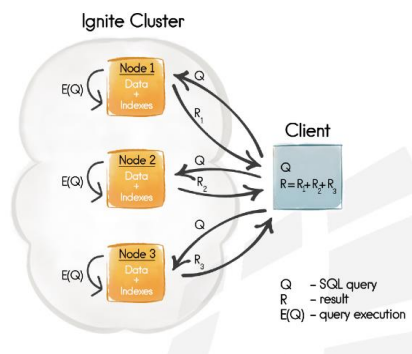 Ignite Cluster
Node 1
Data
+
Indexes
E(Q)
Q
R1
Node 2
Data
+
Indexes
E(Q)
Q
R2
Node 3
Data
+
Indexes
E(Q)
Q
R3
Client
Q
R=R1+R2+R3
Q – SQL query
R – result
E(Q) – query execution